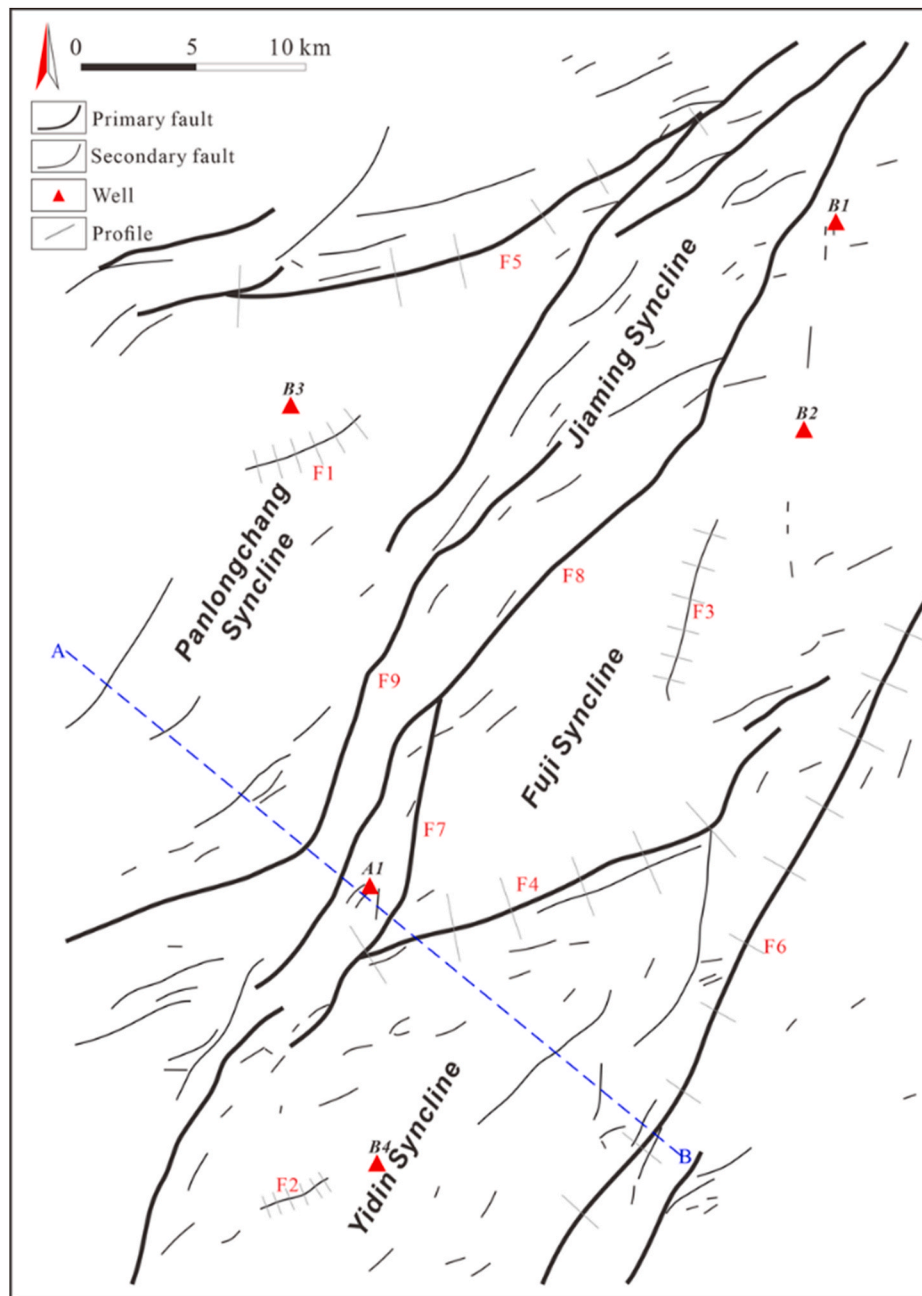 0 5 10 km
Primary fault
Secondary fault
Well
Profile
B1
F5
Jiaming Syncline
B3
B2
F1
Panlongchang
Syncline
F8
F3
A
F9
Fuji Syncline
F7
A1
F4
F6
Yidin Syncline
B4
B
F2